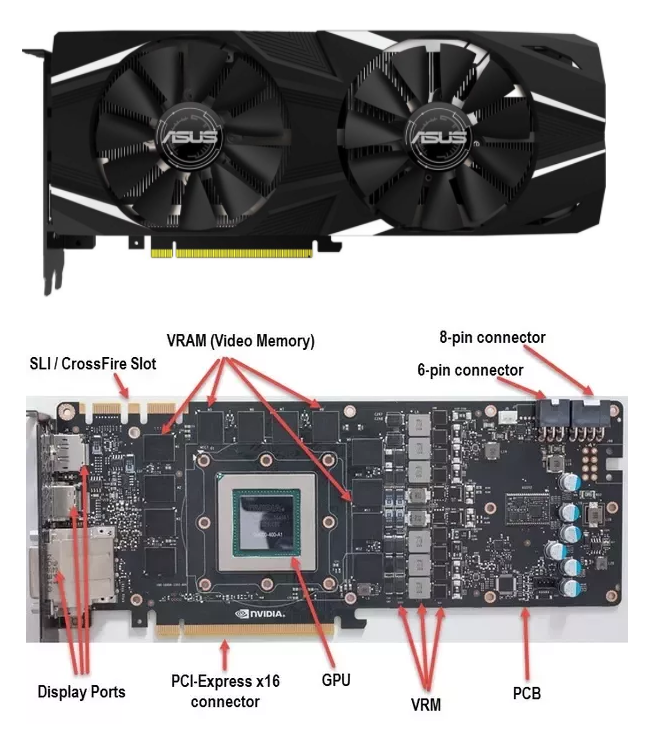 ASUS
ASUS
VRAM (Video Memory)
8-pin connector
SLI / CrossFire Slot
6-pin connector
NVIDIA.
Display Ports
PCI-Express x16
connector
GPU
VRM
PCB